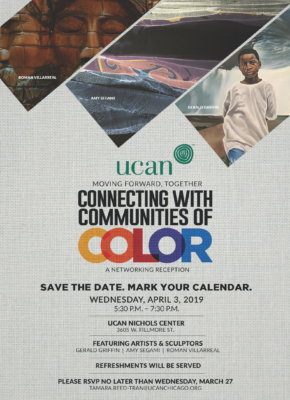 ROMAN VILLARREAL
AMY SEGAMI
GERALD GRIFFIN
ucan
MOVING FORWARD, TOGETHER
CONNECTING WITH
COMMUNITIES OF
COLOR
A NETWORKING RECEPTION
SAVE THE DATE. MARK YOUR CALENDAR.
WEDNESDAY, APRIL 3, 2019
5:30 P.M. – 7:30 P.M.
UCAN NICHOLS CENTER
3605 W. FILLMORE ST.
FEATURING ARTISTS & SCULPTORS
GERALD GRIFFIN | AMY SEGAMI | ROMAN VILLARREAL
REFRESHMENTS WILL BE SERVED
PLEASE RSVP NO LATER THAN WEDNESDAY, MARCH 27
TAMARA.REED-TRAN@UCANCHICAGO.ORG